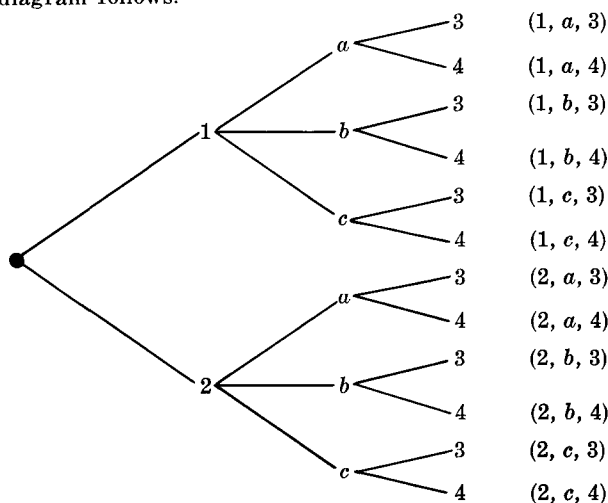 diagram follows.
3 (1, a, 3)
a
4 (1, a, 4)
3 (1, b, 3)
1 b
4 (1, b, 4)
3 (1, c, 3)
c
4 (1, c, 4)
3 (2, a, 3)
a
4 (2, a, 4)
3 (2, b, 3)
2 b
4 (2, b, 4)
3 (2, c, 3)
c
4 (2, c, 4)